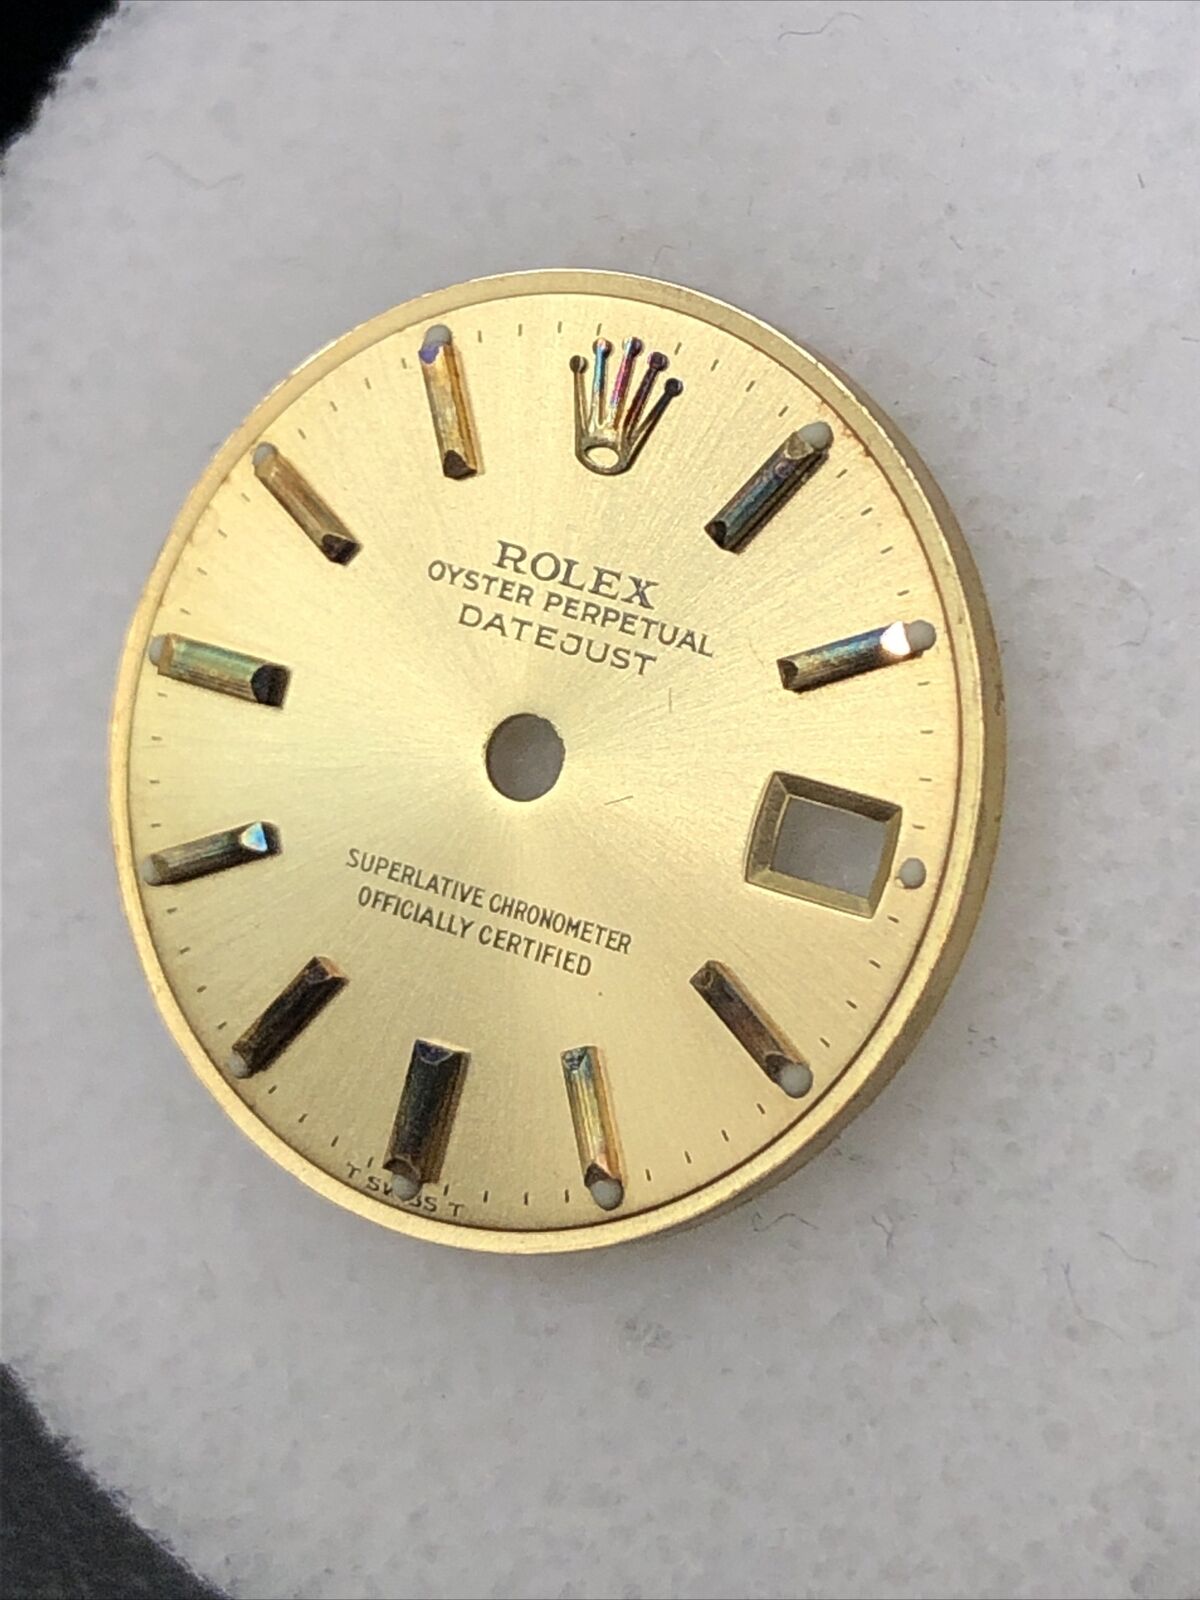 ROLEX
OYSTER PERPETUAL
DATEJUST
SUPERLATIVE CHRONOMETER
OFFICIALLY CERTIFIED
T SWISS T